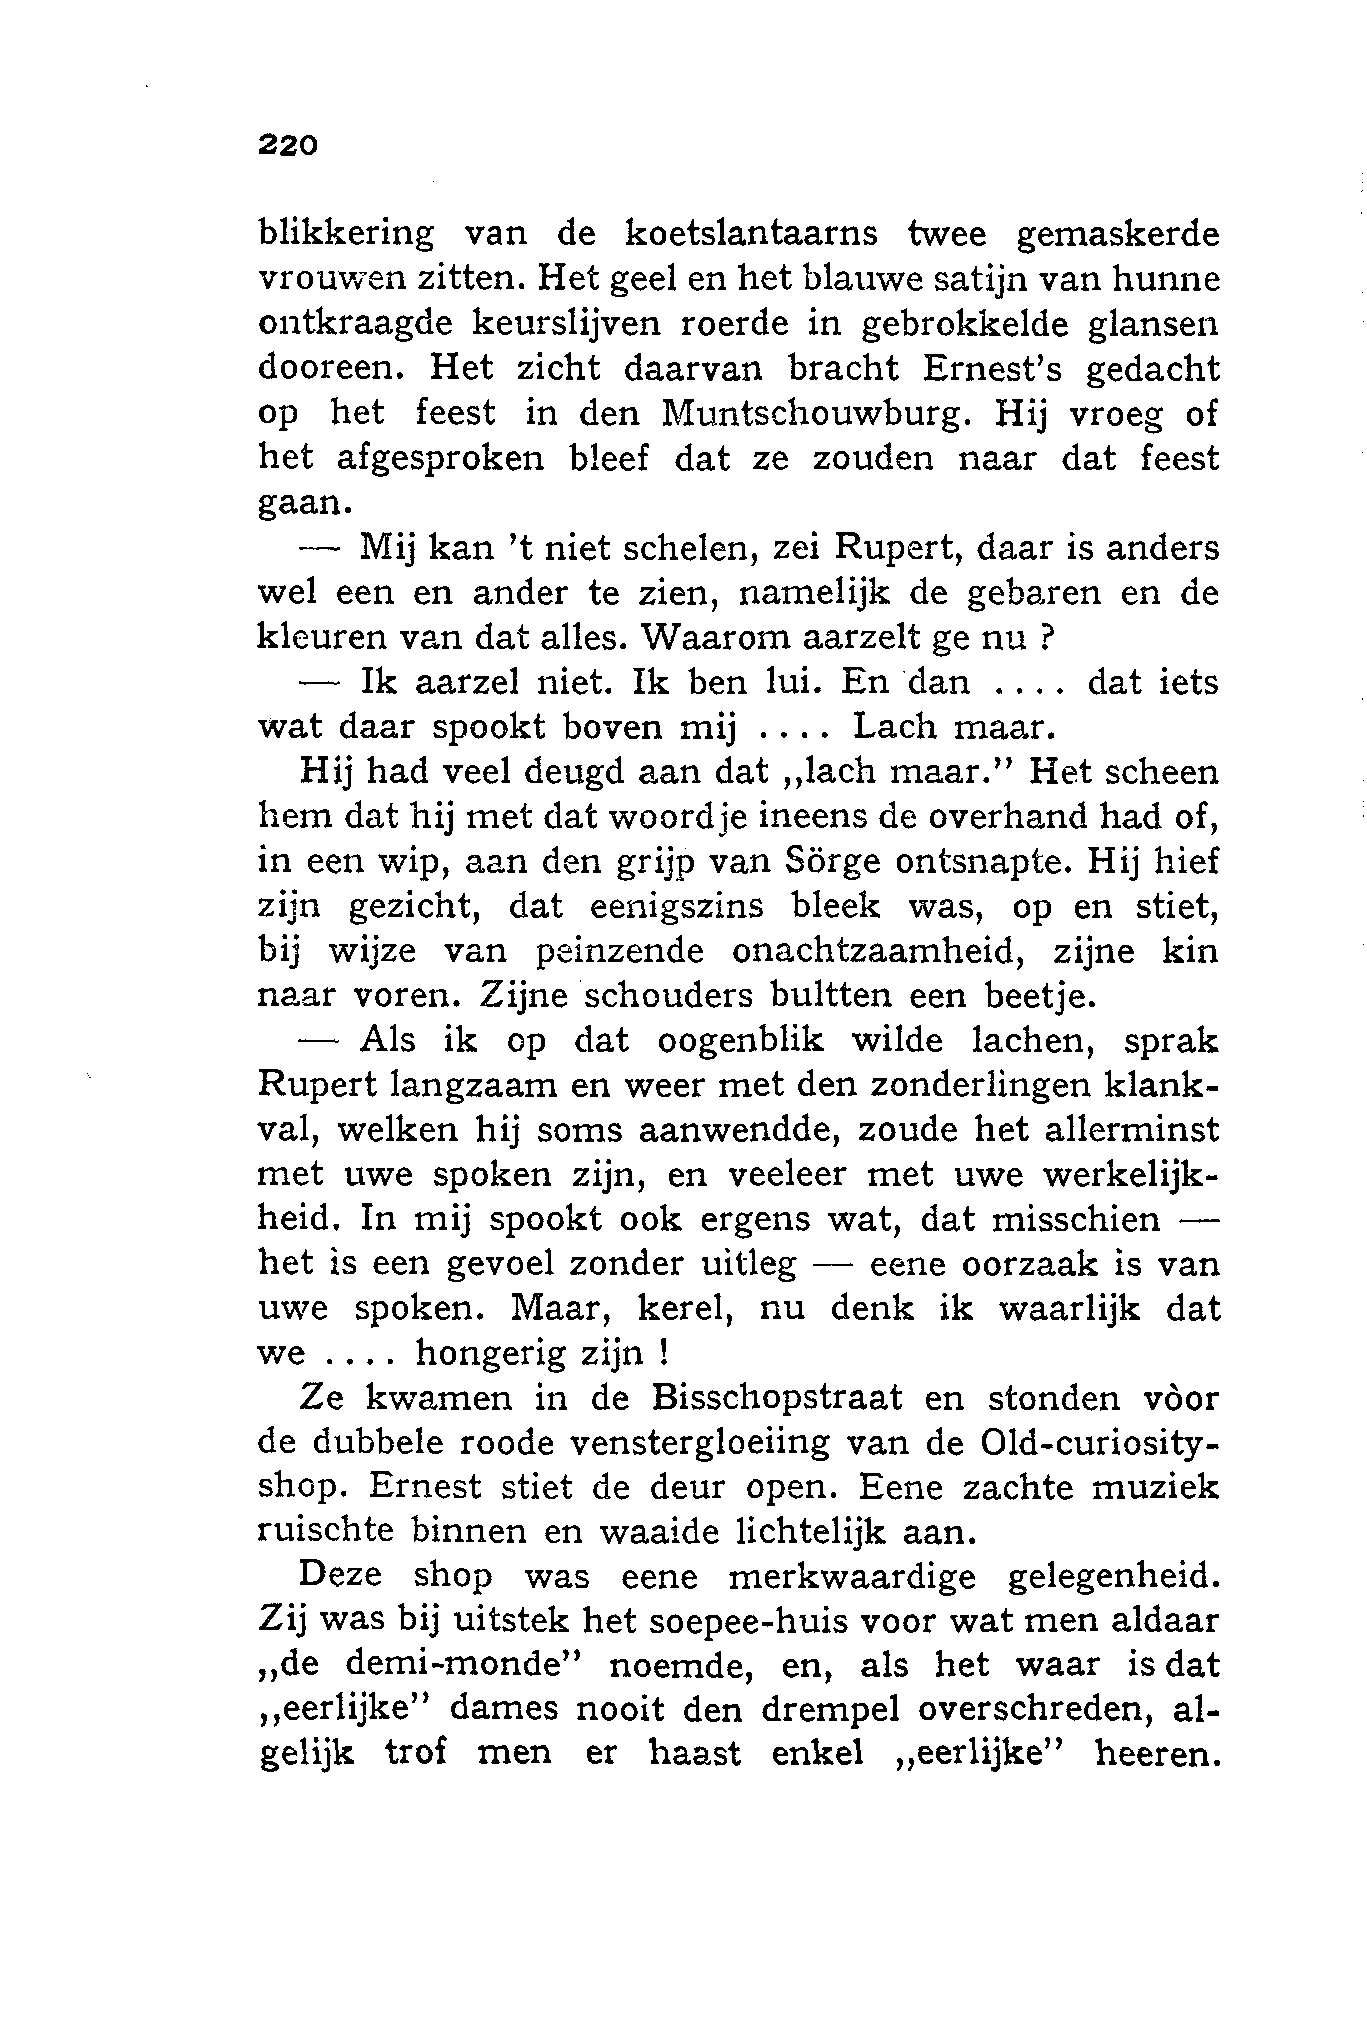 220
blikkering van de koetslantaarns twee gemaskerde
vrouwen zitten. Het geel en het blauwe satijn van hunne
ontkraagde keurslijven roerde in gebrokkelde glansen
dooreen. Het zicht daarvan bracht Ernest's gedacht
op het feest in den Muntschouwburg. Hij vroeg of
het afgesproken bleef dat ze zouden naar dat feest
gaan.
— Mij kan 't niet schelen, zei Rupert, daar is anders
wel een en ander te zien, namelijk de gebaren en de
kleuren van dat alles. Waarom aarzelt ge nu ?
— Ik aarzel niet. Ik ben lui. En dan .... dat iets
wat daar spookt boven mij .... Lach maar.
Hij had veel deugd aan dat ,,lach maar." Het scheen
hem dat hij met dat woordje ineens de overhand had of,
in een wip, aan den grijp van Sörge ontsnapte. Hij hief
zijn gezicht, dat eenigszins bleek was, op en stiet,
bij wijze van peinzende onachtzaamheid, zijne kin
naar voren. Zijne schouders bultten een beetje.
— Als ik op dat oogenblik wilde lachen, sprak
Rupert langzaam en weer met den zonderlingen klank-
val, welken hij soms aanwendde, zoude het allerminst
met uwe spoken zijn, en veeleer met uwe werkelijk-
heid. In mij spookt ook ergens wat, dat misschien —
het is een gevoel zonder uitleg — eene oorzaak is van
uwe spoken. Maar, kerel, nu denk ik waarlijk dat
we .... hongerig zijn !
Ze kwamen in de Bisschopstraat en stonden vòor
de dubbele roode venstergloeiing van de Old-curiosity-
shop. Ernest stiet de deur open. Eene zachte muziek
ruischte binnen en waaide lichtelijk aan.
Deze shop was eene merkwaardige gelegenheid.
Zij was bij uitstek het soepee-huis voor wat men aldaar
,,de demi-monde" noemde, en, als het waar is dat
,,eerlijke" dames nooit den drempel overschreden, al-
gelijk trof men er haast enkel ,,eerlijke" heeren.